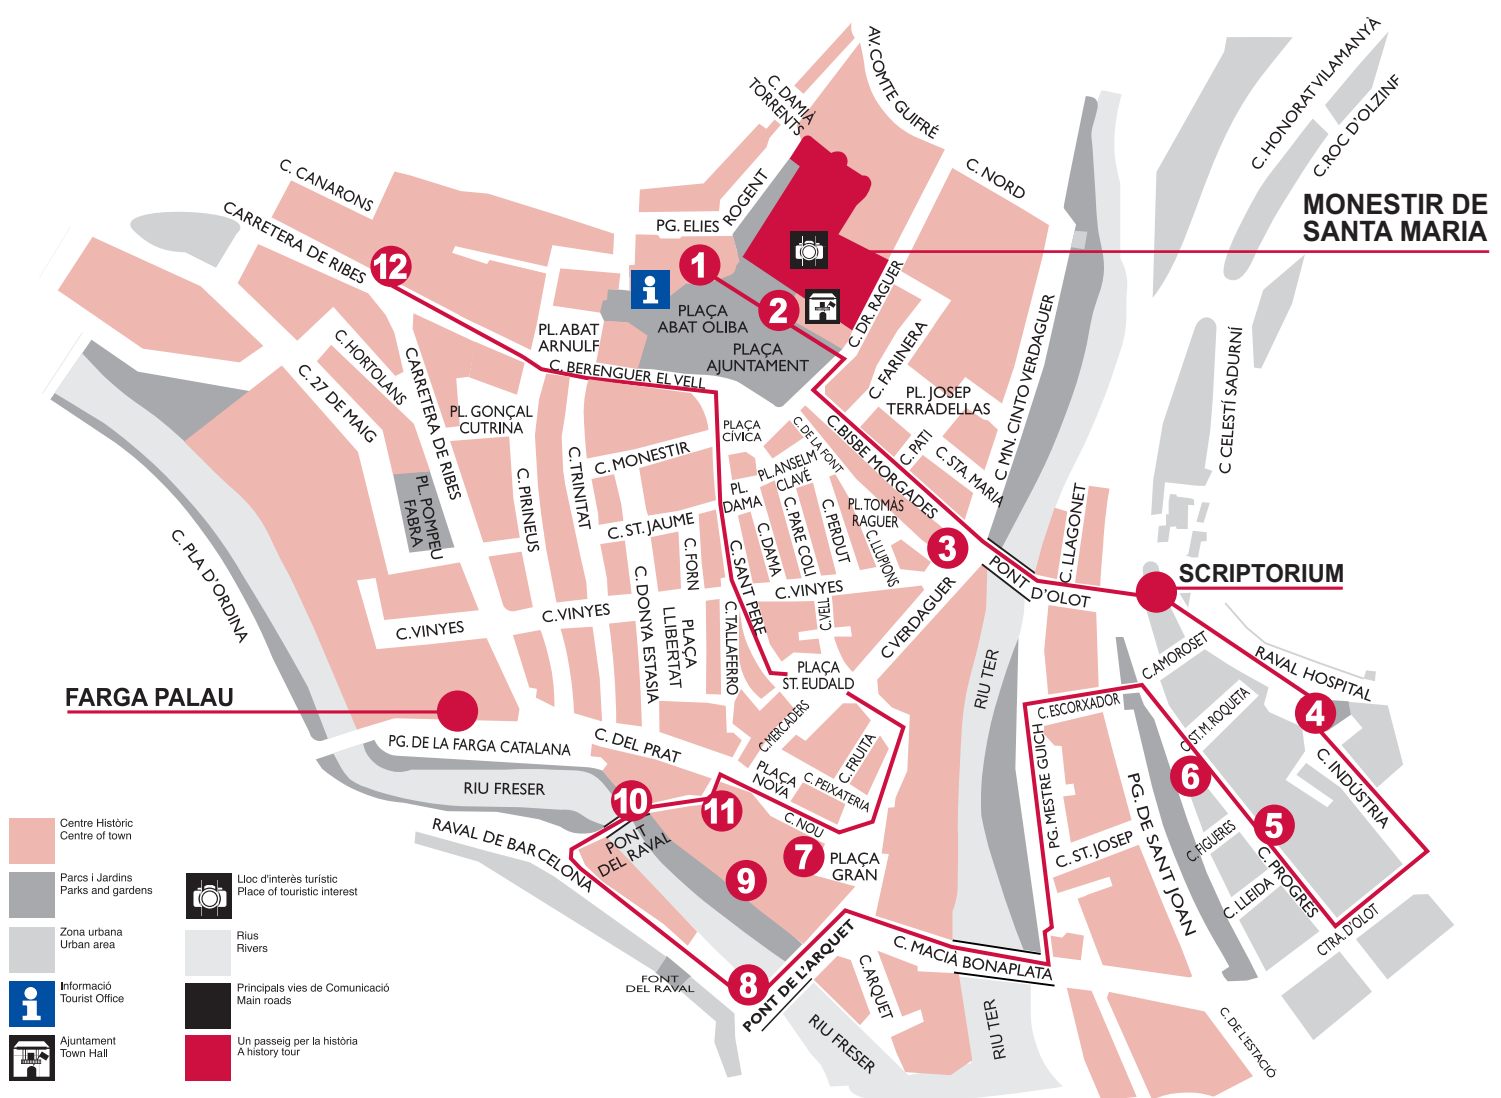 AV. COMTE GUIFRÉ
C. DAMIÀ
TORRENTS
C. HONORAT VILAMANYÀ
C.ROC D'OLZINF
C. NORD
C. CANARONS
ROGENT
PG. ELIES
MONESTIR DE
SANTA MARIA
CARRETERA DE RIBES
12
1
2
PLAÇA
ABAT OLIBA
PLAÇA
AJUNTAMENT
C. DR. RAGUER
C. FARINERA
PL. ABAT
ARNULF
C. BERENGUER EL VELL
C. HORTOLANS
C. 27 DE MAIG
CARRETERA DE RIBES
PL. GONÇAL
CUTRINA
PL. JOSEP
TERRADELLAS
C MN. CINTO VERDAGUER
C CELESTÍ SADURNÍ
PLAÇA
CÍVICA
C. DE LA FONT
C.BISBE MORGADES
C. PATI
C. STA. MARIA
C. MONESTIR
C. TRINITAT
C. PIRINEUS
PL. POMPEU
FABRA
PL. ANSELM
CLAVÉ
PL.
DAMA
C. DAMA
C. PARE COLI
C. PERDUT
PL. TOMÀS
RAGUER
C. LLUPIONS
C. ST. JAUME
C. FORN
C. SANT PERE
3
C. LLAGONET
PONT
D'OLOT
SCRIPTORIUM
C. PLA D'ORDINA
C. VINYES
C. VINYES
C.VINYES
C. DONYA ESTASIA
PLAÇA
LLIBERTAT
C. TALLAFERRO
C.VELL
C.VERDAGUER
PLAÇA
ST. EUDALD
RIU TER
C.AMOROSET
RAVAL HOSPITAL
FARGA PALAU
C. ESCORXADOR
C. ST. M. ROQUETA
4
PG. DE LA FARGA CATALANA
C. DEL PRAT
C.MERCADERS
C. FRUITA
C. PEIXATERIA
PLAÇA
NOVA
PG. MESTRE GUICH
PG. DE SANT JOAN
6
C. INDÚSTRIA
RIU FRESER
10
11
C. NOU
5
RAVAL DE BARCELONA
PONT
DEL RAVAL
7
PLAÇA
GRAN
9
C. ST. JOSEP
C. FIGUERES
C. PROGRES
C. LLEIDA
CTRA. D'OLOT
FONT
DEL RAVAL
8
PONT DE L'ARQUET
C. MACIÀ BONAPLATA
C. ARQUET
RIU FRESER
RIU TER
C. DE L'ESTACIÓ
Centre Històric
Centre of town
Parcs i Jardins
Parks and gardens
Zona urbana
Urban area
Informació
Tourist Office
Ajuntament
Town Hall
Lloc d'interès turístic
Place of touristic interest
Rius
Rivers
Principals vies de Comunicació
Main roads
Un passeig per la història
A history tour